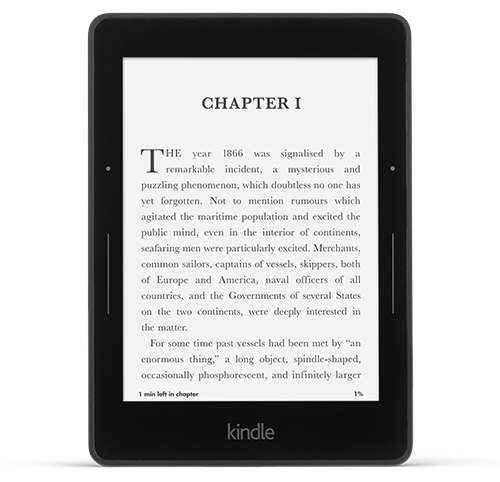 CHAPTER I
THE year 1866 was signalised by a
remarkable incident, a mysterious and
puzzling phenomenon, which doubtless no one has
yet forgotten. Not to mention rumours which
agitated the maritime population and excited the
public mind, even in the interior of continents,
seafaring men were particularly excited. Merchants,
common sailors, captains of vessels, skippers, both
of Europe and America, naval officers of all
countries, and the Governments of several States
on the two continents, were deeply interested in
the matter.
For some time past vessels had been met by “an
enormous thing,” a long object, spindle-shaped,
occasionally phosphorescent, and infinitely larger
1 min left in chapter 1%
kindle